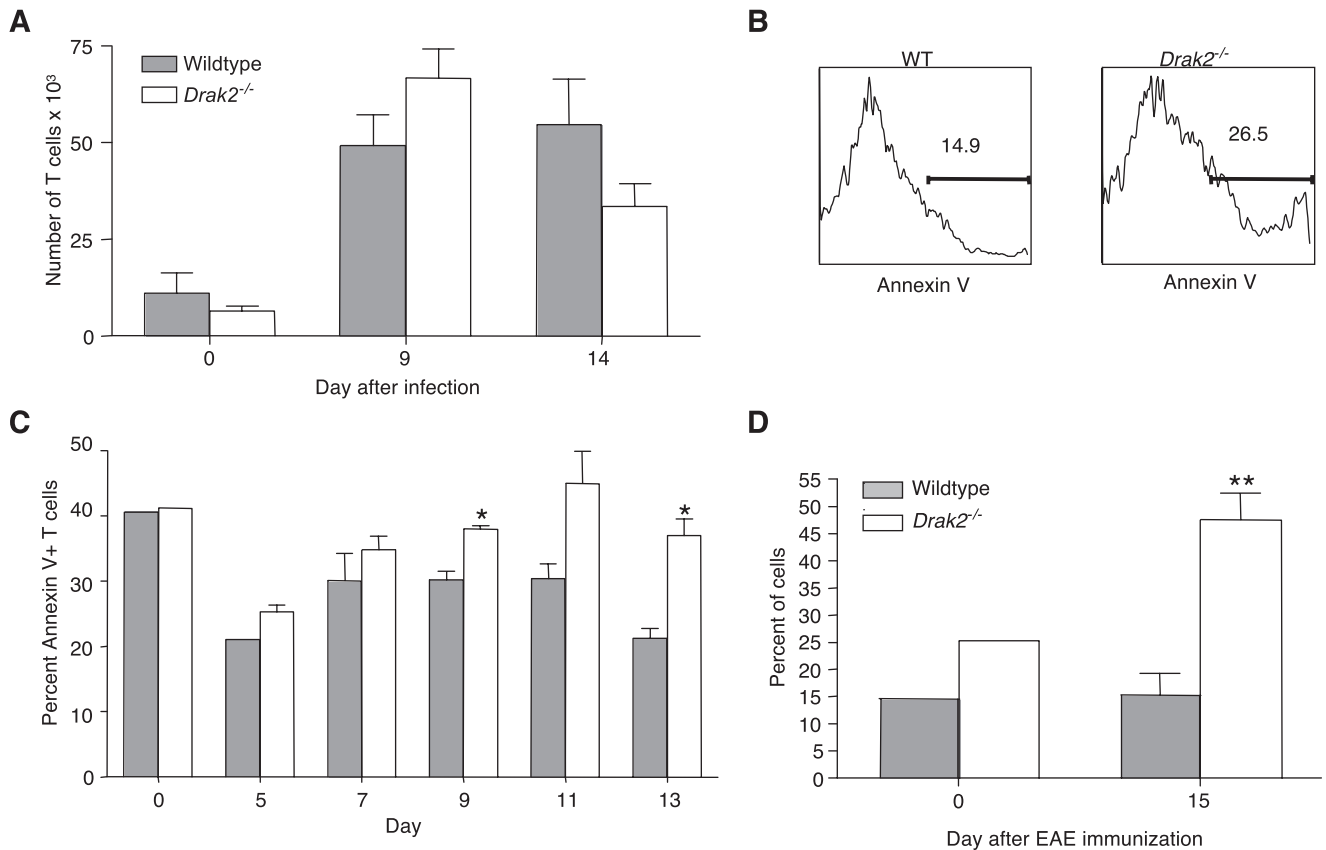 A
75
50
25
0
Number of T cells x 10³
Wildtype
Drak2⁻/⁻
0 9 14
Day after infection
B
WT
14.9
Annexin V
Drak2⁻/⁻
26.5
Annexin V
C
50
40
30
20
10
0
Percent Annexin V+ T cells
* *
0 5 7 9 11 13
Day
D
55
50
45
40
35
30
25
20
15
10
5
0
Percent of cells
Wildtype
Drak2⁻/⁻
**
0 15
Day after EAE immunization